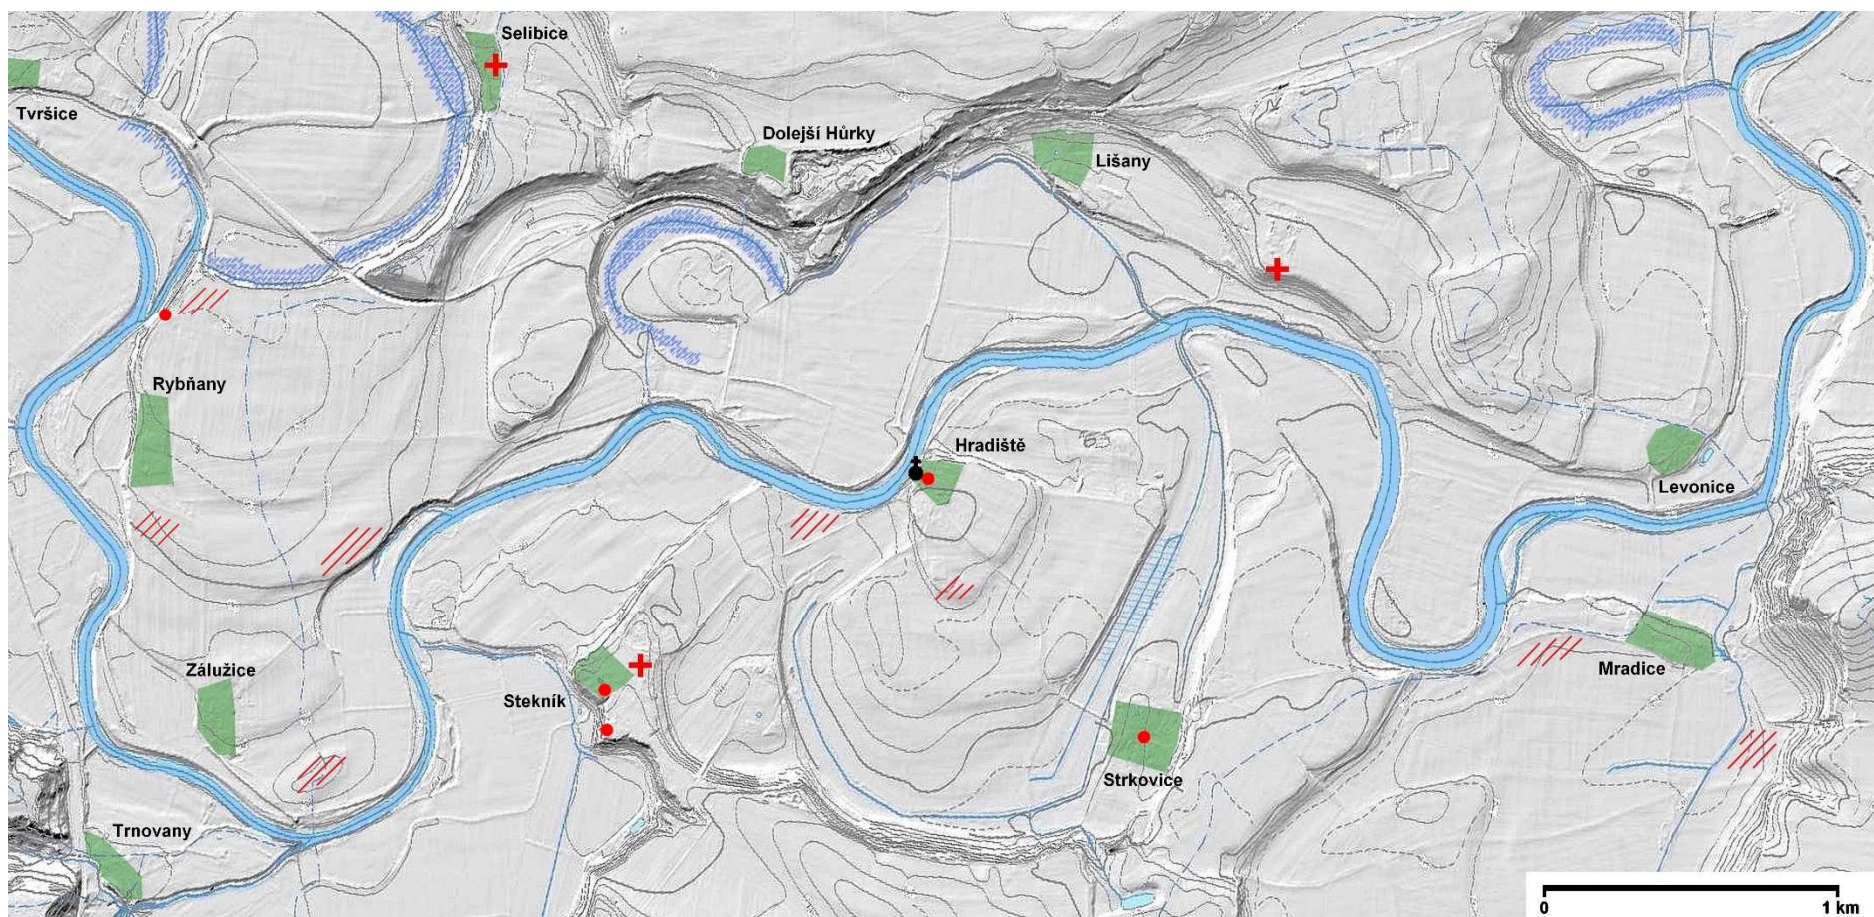 Selibice
Tvršice
Dolejší Hůrky
Lišany
Rybňany
Hradiště
Levonice
Zálužice
Stekník
Mradice
Strkovice
Trnovany
0 1 km